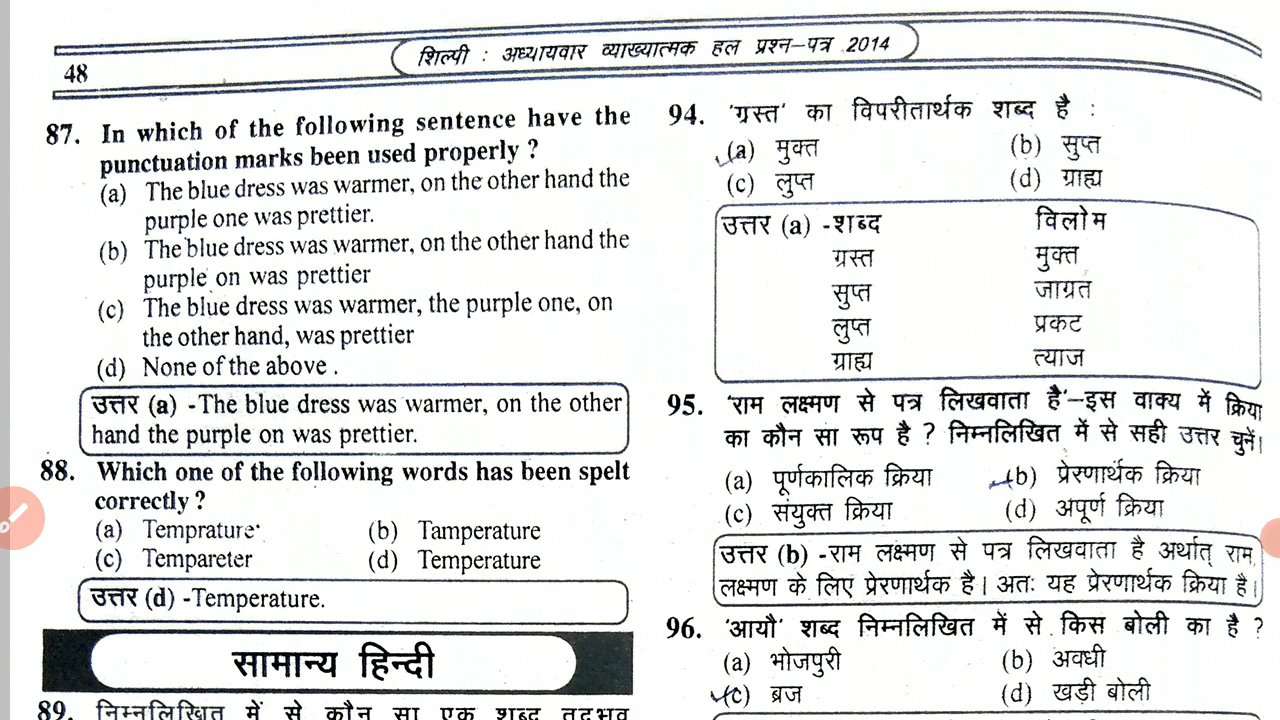 48
शिल्पी : अध्यायवार व्याख्यात्मक हल प्रश्न-पत्र 2014
87. In which of the following sentence have the
punctuation marks been used properly ?
(a) The blue dress was warmer, on the other hand the
purple one was prettier.
(b) The blue dress was warmer, on the other hand the
purple on was prettier
(c) The blue dress was warmer, the purple one, on
the other hand, was prettier
(d) None of the above .
उत्तर (a) -The blue dress was warmer, on the other
hand the purple on was prettier.
88. Which one of the following words has been spelt
correctly ?
(a) Temprature (b) Tamperature
(c) Tempareter (d) Temperature
उत्तर (d) -Temperature.
सामान्य हिन्दी
89. निम्नलिखित में से कौन सा एक शब्द तद्भव
94. 'ग्रस्त' का विपरीतार्थक शब्द है :
(a) मुक्त (b) सुप्त
(c) लुप्त (d) ग्राह्य
उत्तर (a) -शब्द विलोम
ग्रस्त मुक्त
सुप्त जाग्रत
लुप्त प्रकट
ग्राह्य त्याज
95. 'राम लक्ष्मण से पत्र लिखवाता है'-इस वाक्य में क्रिया
का कौन सा रूप है ? निम्नलिखित में से सही उत्तर चुनें।
(a) पूर्णकालिक क्रिया (b) प्रेरणार्थक क्रिया
(c) संयुक्त क्रिया (d) अपूर्ण क्रिया
उत्तर (b) -राम लक्ष्मण से पत्र लिखवाता है अर्थात् राम
लक्ष्मण के लिए प्रेरणार्थक है। अतः यह प्रेरणार्थक क्रिया है।
96. 'आयौ' शब्द निम्नलिखित में से किस बोली का है ?
(a) भोजपुरी (b) अवधी
(c) ब्रज (d) खड़ी बोली